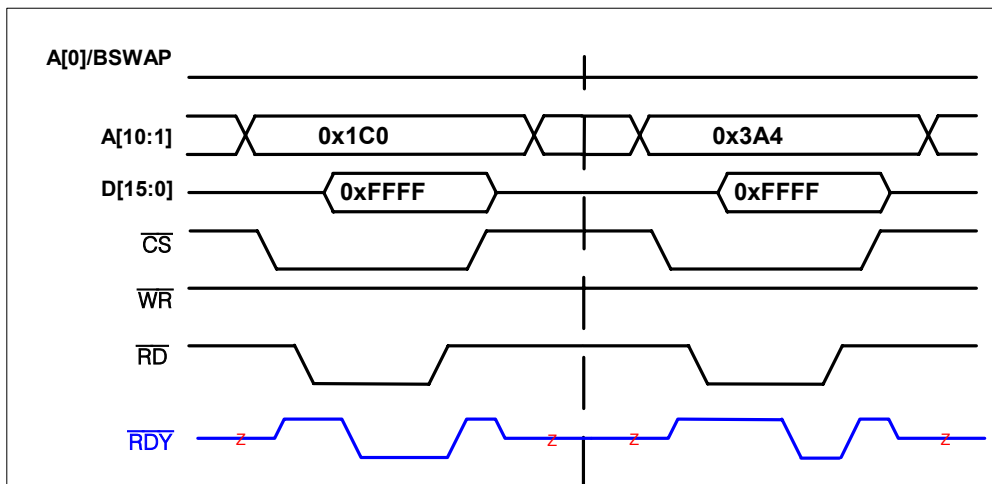 A[0]/BSWAP
A[10:1] 0x1C0 0x3A4
D[15:0] 0xFFFF 0xFFFF
CS
WR
RD
RDY Z Z Z Z